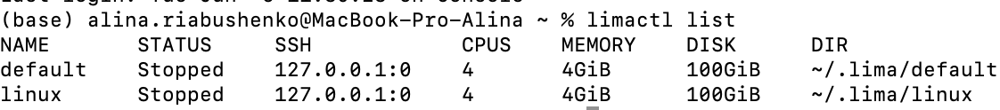 (base) alina.riabushenko@MacBook-Pro-Alina ~ % limactl list
NAME STATUS SSH CPUS MEMORY DISK DIR
default Stopped 127.0.0.1:0 4 4GiB 100GiB ~/.lima/default
linux Stopped 127.0.0.1:0 4 4GiB 100GiB ~/.lima/linux